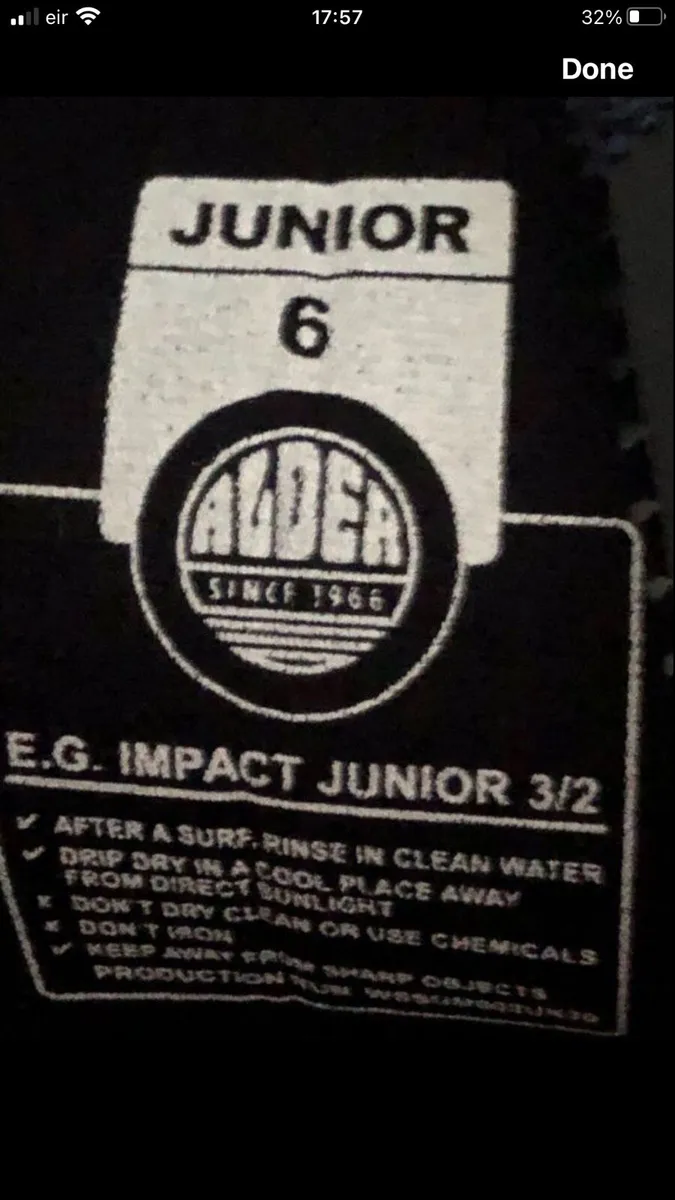 eir
17:57
32%
Done
JUNIOR
6
ALDER
SINCE 1966
E.G. IMPACT JUNIOR 3/2
✓ AFTER A SURF, RINSE IN CLEAN WATER
✓ DRIP DRY IN A COOL PLACE AWAY
FROM DIRECT SUNLIGHT
x DON'T DRY CLEAN OR USE CHEMICALS
x DON'T IRON
✓ KEEP AWAY FROM SHARP OBJECTS
PRODUCTION RUN